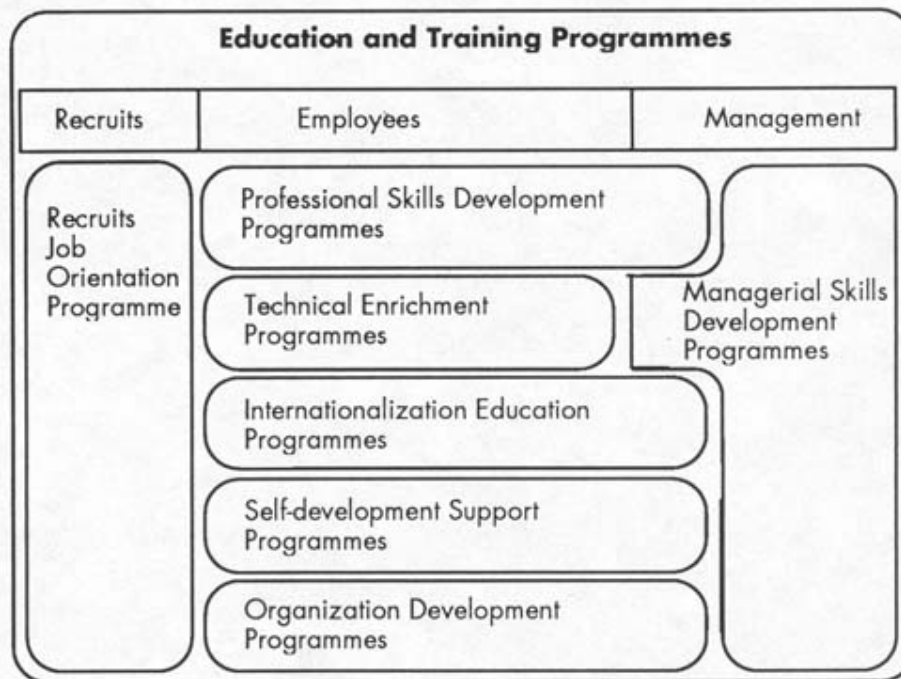 Education and Training Programmes
Recruits
Employees
Management
Recruits
Job
Orientation
Programme
Professional Skills Development
Programmes
Technical Enrichment
Programmes
Internationalization Education
Programmes
Self-development Support
Programmes
Organization Development
Programmes
Managerial Skills
Development
Programmes